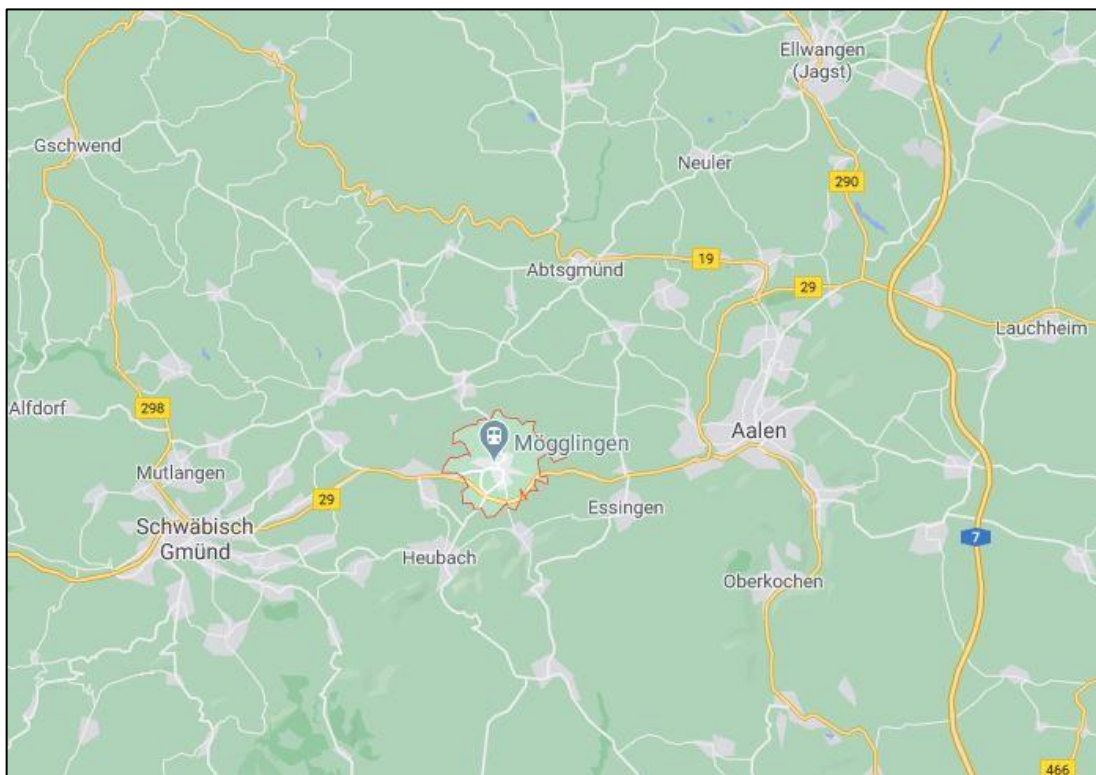 Ellwangen
(Jagst)
Gschwend
Neuler
290
19
Abtsgmünd
29
Lauchheim
Alfdorf
298
Mögglingen
Aalen
Mutlangen
29
Essingen
Schwäbisch
Gmünd
7
Heubach
Oberkochen
466